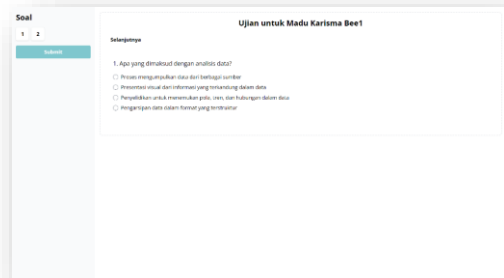 Soal
1 2
Submit
Ujian untuk Madu Karisma Bee1
Selanjutnya
1. Apa yang dimaksud dengan analisis data?
Proses mengumpulkan data dari berbagai sumber
Presentasi visual dari informasi yang terkandung dalam data
Penyelidikan untuk menemukan pola, tren, dan hubungan dalam data
Pengarsipan data dalam format yang terstruktur